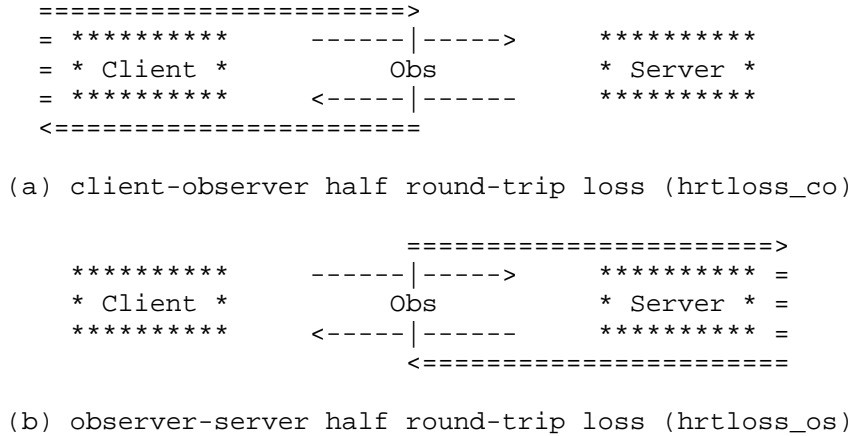 =======================>
= **********     ------|----->      **********
= * Client *          Obs           * Server *
= **********     <-----|------      **********
<=======================
(a) client-observer half round-trip loss (hrtloss_co)
=======================>
**********     ------|----->      ********** =
* Client *          Obs           * Server * =
**********     <-----|------      ********** =
<=======================
(b) observer-server half round-trip loss (hrtloss_os)